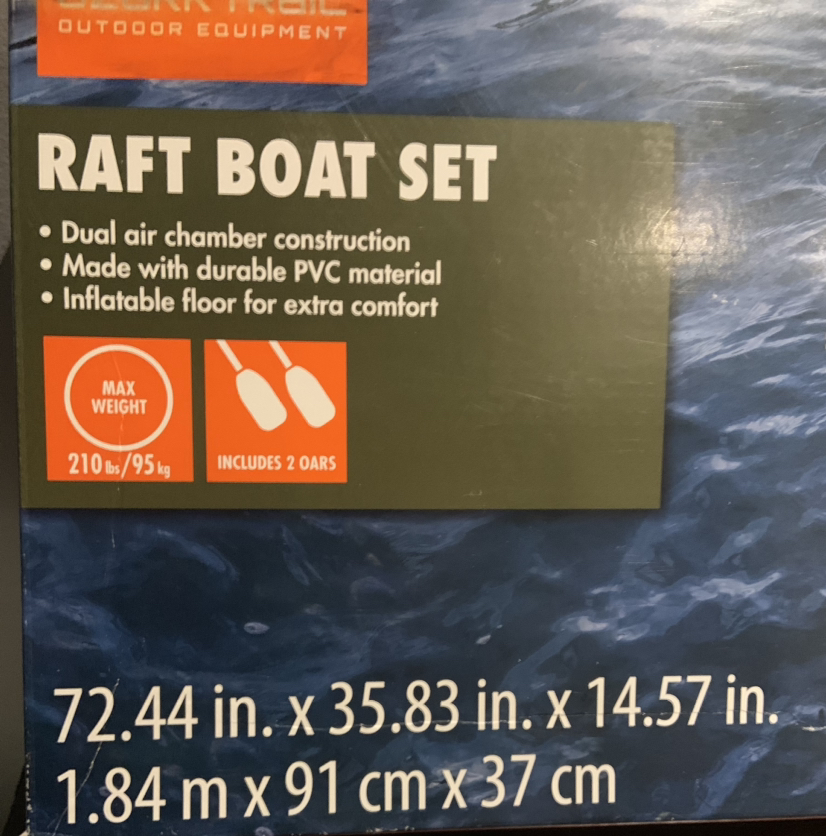 OZARK TRAIL
OUTDOOR EQUIPMENT
RAFT BOAT SET
• Dual air chamber construction
• Made with durable PVC material
• Inflatable floor for extra comfort
MAX
WEIGHT
210 lbs/95 kg
INCLUDES 2 OARS
72.44 in. x 35.83 in. x 14.57 in.
1.84 m x 91 cm x 37 cm